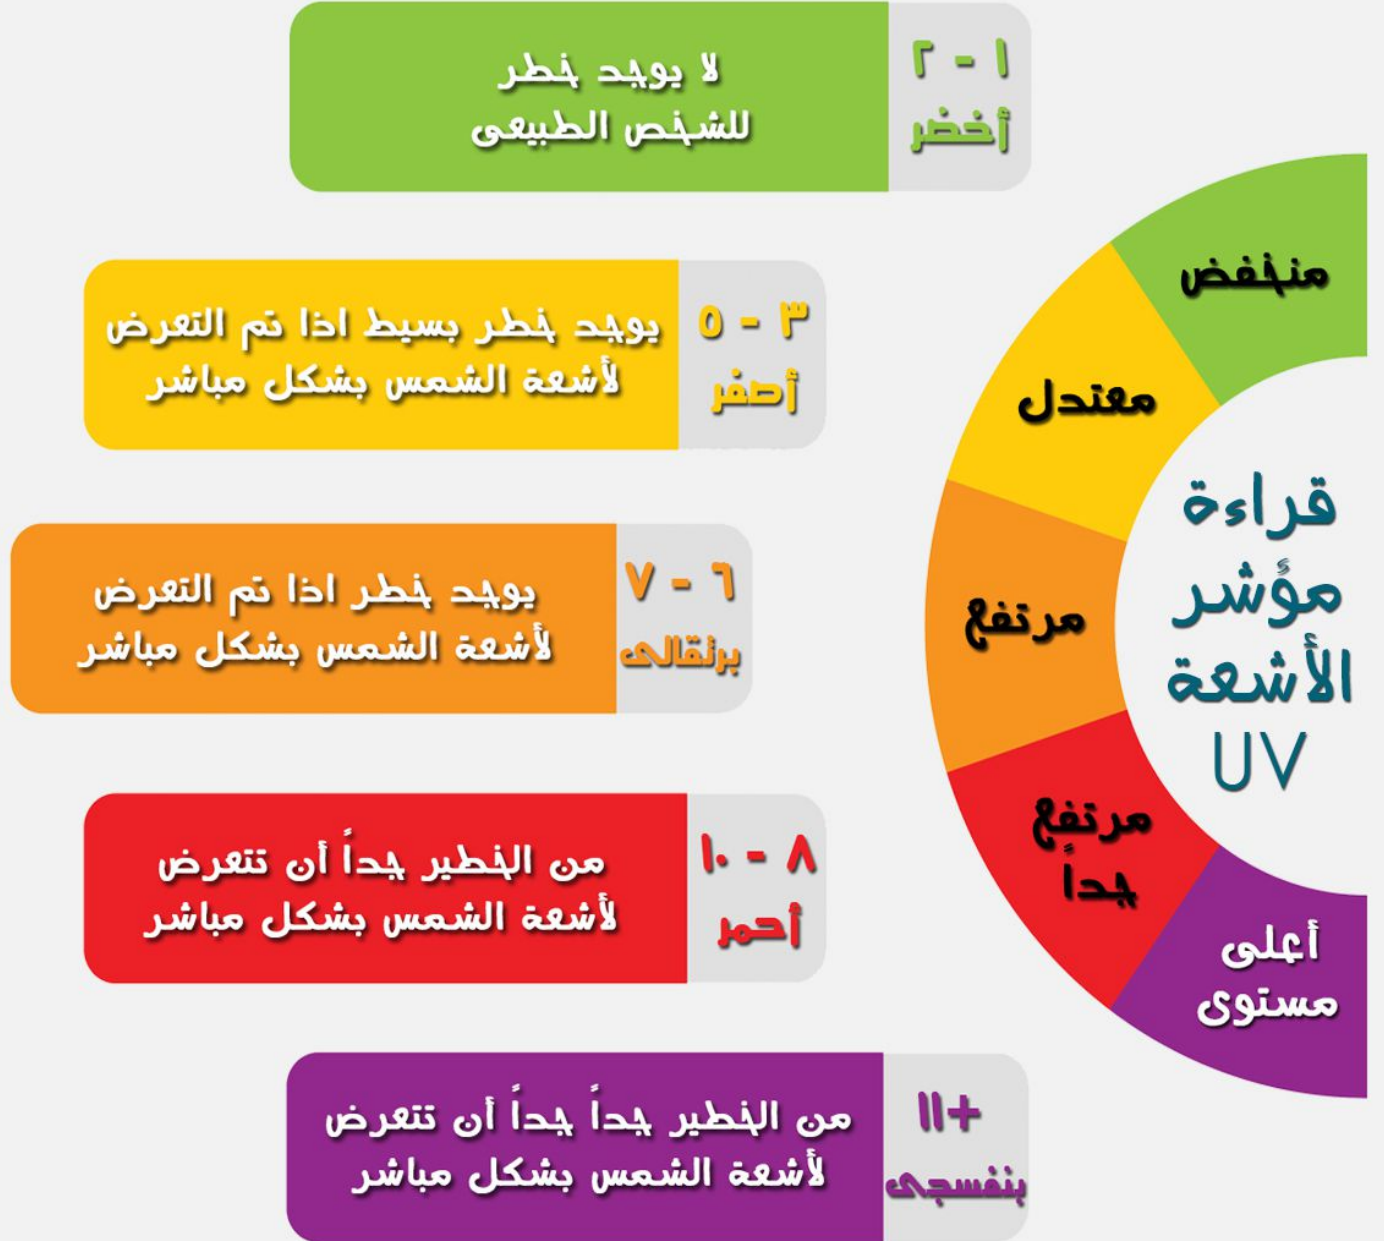 قراءة
مؤشر
الأشعة
UV
منخفض
١ - ٢
أخضر
لا يوجد خطر
للشخص الطبيعى
معتدل
٣ - ٥
أصفر
يوجد خطر بسيط اذا تم التعرض
لأشعة الشمس بشكل مباشر
مرتفع
٦ - ٧
برتقالى
يوجد خطر اذا تم التعرض
لأشعة الشمس بشكل مباشر
مرتفع
جداً
٨ - ١٠
أحمر
من الخطير جداً أن تتعرض
لأشعة الشمس بشكل مباشر
أعلى
مستوى
+١١
بنفسجى
من الخطير جداً جداً أن تتعرض
لأشعة الشمس بشكل مباشر